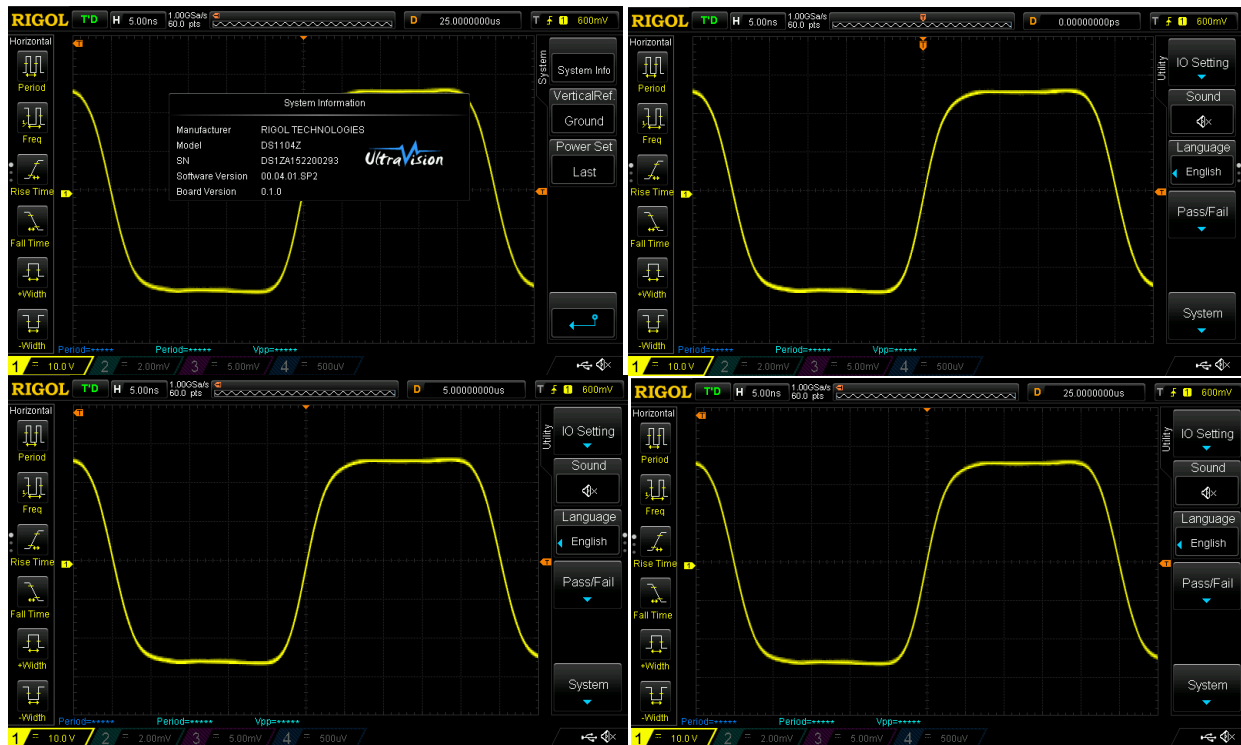 RIGOL T'D H 5.00ns 1.00GSa/s 60.0 pts D 25.0000000us T 1 600mV
Horizontal
Period
Freq
Rise Time
Fall Time
+Width
-Width
System Information
Manufacturer RIGOL TECHNOLOGIES
Model DS1104Z
SN DS1ZA152200293
Software Version 00.04.01.SP2
Board Version 0.1.0
UltraVision
System
System Info
VerticalRef.
Ground
Power Set
Last
T
1
T
Period=***** Period=***** Vpp=*****
1 = 10.0 V 2 = 2.00mV 3 = 5.00mV 4 = 500uV
RIGOL T'D H 5.00ns 1.00GSa/s 60.0 pts D 0.00000000ps T 1 600mV
Horizontal
Period
Freq
Rise Time
Fall Time
+Width
-Width
Utility
IO Setting
Sound
Language
English
Pass/Fail
System
T
1
T
Period=***** Period=***** Vpp=*****
1 = 10.0 V 2 = 2.00mV 3 = 5.00mV 4 = 500uV
RIGOL T'D H 5.00ns 1.00GSa/s 60.0 pts D 5.00000000us T 1 600mV
Horizontal
Period
Freq
Rise Time
Fall Time
+Width
-Width
Utility
IO Setting
Sound
Language
English
Pass/Fail
System
T
1
T
Period=***** Period=***** Vpp=*****
1 = 10.0 V 2 = 2.00mV 3 = 5.00mV 4 = 500uV
RIGOL T'D H 5.00ns 1.00GSa/s 60.0 pts D 25.0000000us T 1 600mV
Horizontal
Period
Freq
Rise Time
Fall Time
+Width
-Width
Utility
IO Setting
Sound
Language
English
Pass/Fail
System
T
1
T
Period=***** Period=***** Vpp=*****
1 = 10.0 V 2 = 2.00mV 3 = 5.00mV 4 = 500uV